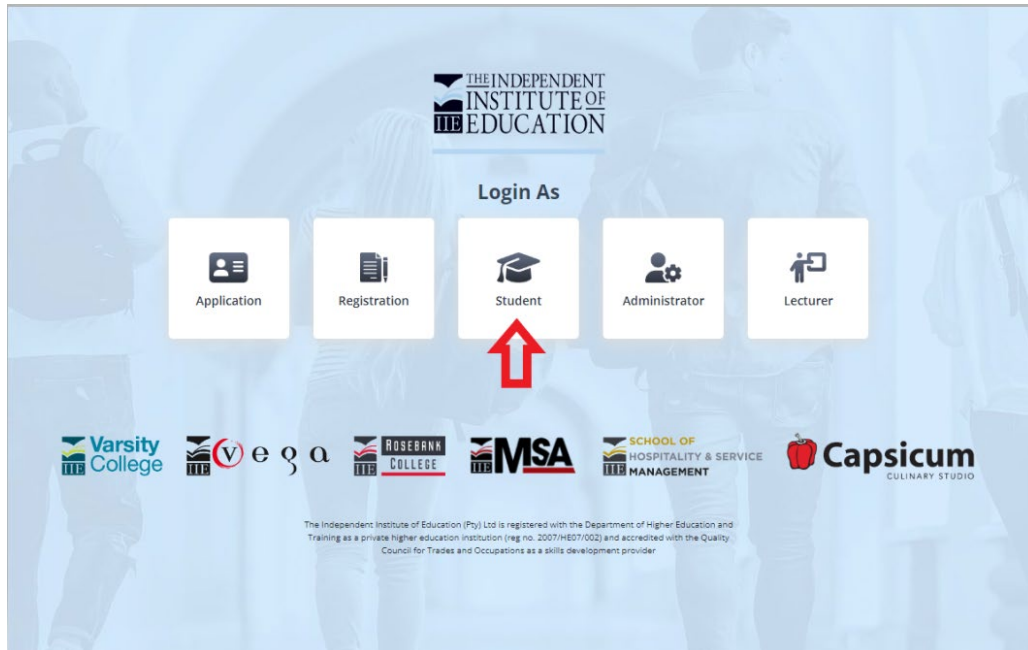 THE INDEPENDENT
INSTITUTE OF
IIE EDUCATION
Login As
Application
Registration
Student
Administrator
Lecturer
Varsity
IIE College
IIE vega
IIE ROSEBANK
COLLEGE
IIE MSA
SCHOOL OF
HOSPITALITY & SERVICE
IIE MANAGEMENT
Capsicum
CULINARY STUDIO
The Independent Institute of Education (Pty) Ltd is registered with the Department of Higher Education and
Training as a private higher education institution (reg no. 2007/HE07/002) and accredited with the Quality
Council for Trades and Occupations as a skills development provider